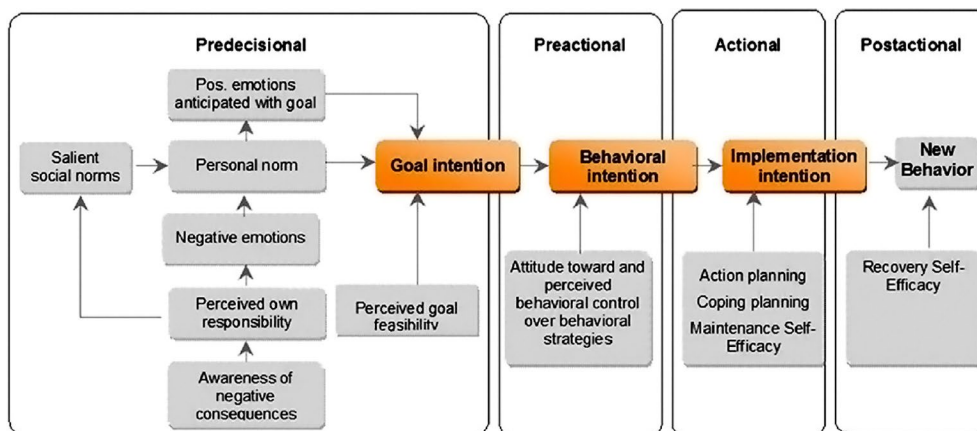 Predecisional
Preactional
Actional
Postactional
Pos. emotions
anticipated with goal
Salient
social norms
Personal norm
Goal intention
Behavioral
intention
Implementation
intention
New
Behavior
Negative emotions
Perceived own
responsibility
Perceived goal
feasibility
Attitude toward and
perceived
behavioral control
over behavioral
strategies
Action planning
Coping planning
Maintenance Self-
Efficacy
Recovery Self-
Efficacy
Awareness of
negative
consequences